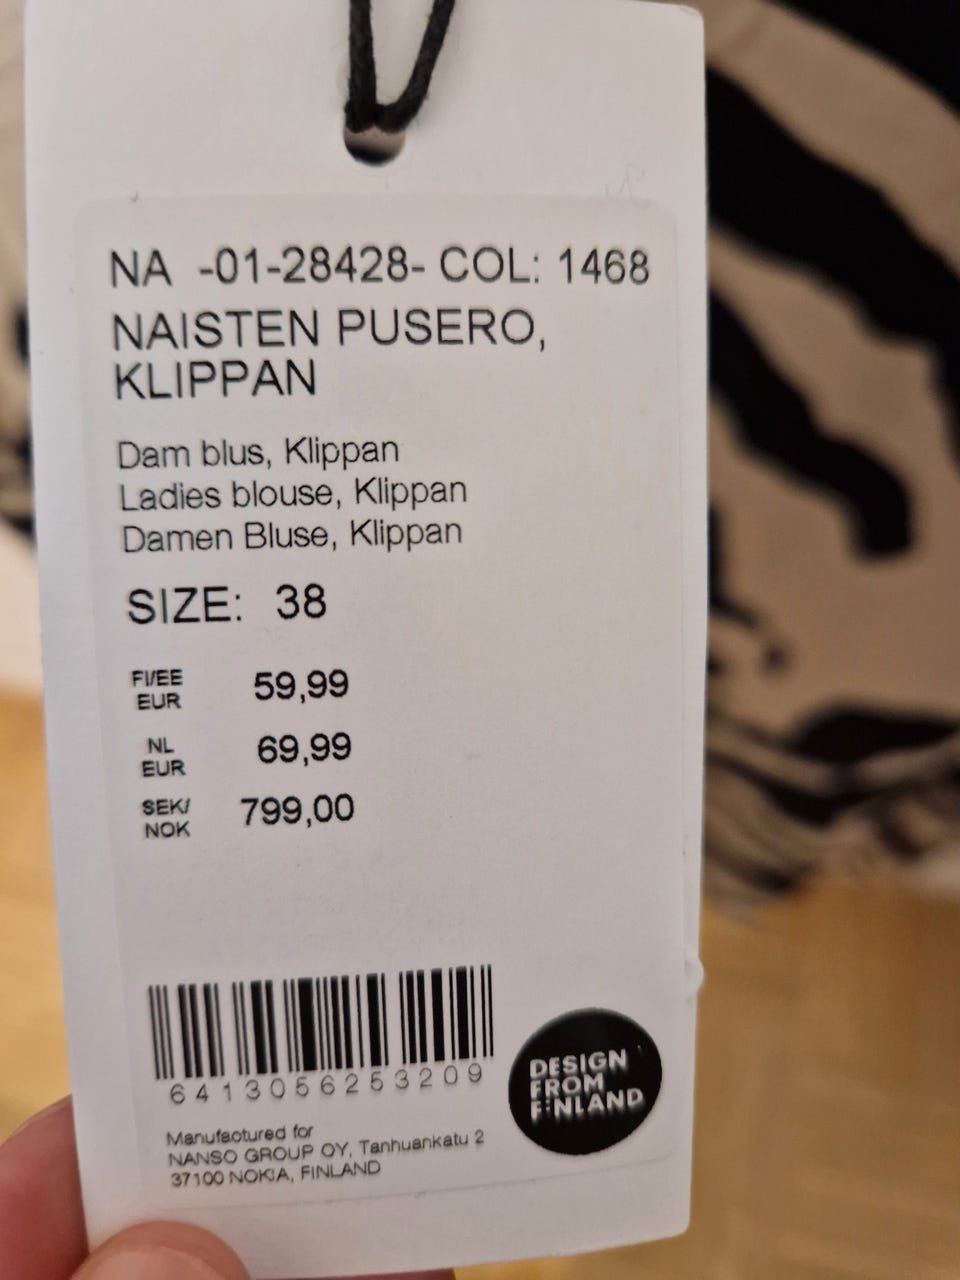 NA -01-28428- COL: 1468
NAISTEN PUSERO,
KLIPPAN
Dam blus, Klippan
Ladies blouse, Klippan
Damen Bluse, Klippan
SIZE: 38
FI/EE
EUR 59,99
NL
EUR 69,99
SEK/
NOK 799,00
6413056253209
DESIGN
FROM
FINLAND
Manufactured for
NANSO GROUP OY, Tanhuankatu 2
37100 NOKIA, FINLAND